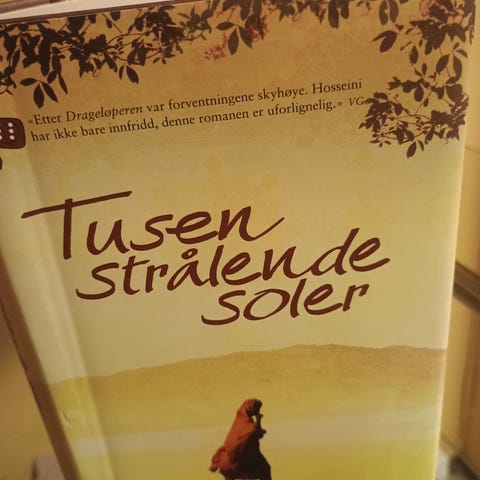 «Etter Drageløperen var forventningene skyhøye. Hosseini
har ikke bare innfridd, denne romanen er uforlignelig.» VG
Tusen
strålende
soler